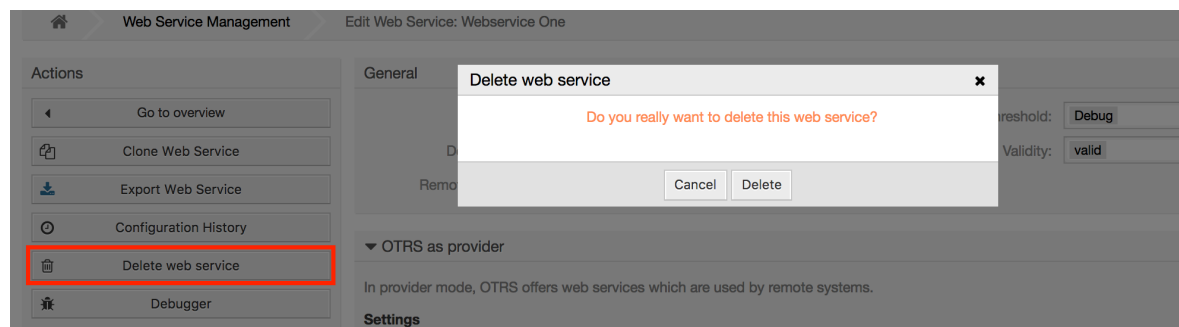 Web Service Management
Edit Web Service: Webservice One
Actions
Go to overview
Clone Web Service
Export Web Service
Configuration History
Delete web service
Debugger
General
Debug
Validity: valid
Delete web service
Do you really want to delete this web service?
Cancel Delete
OTRS as provider
In provider mode, OTRS offers web services which are used by remote systems.
Settings